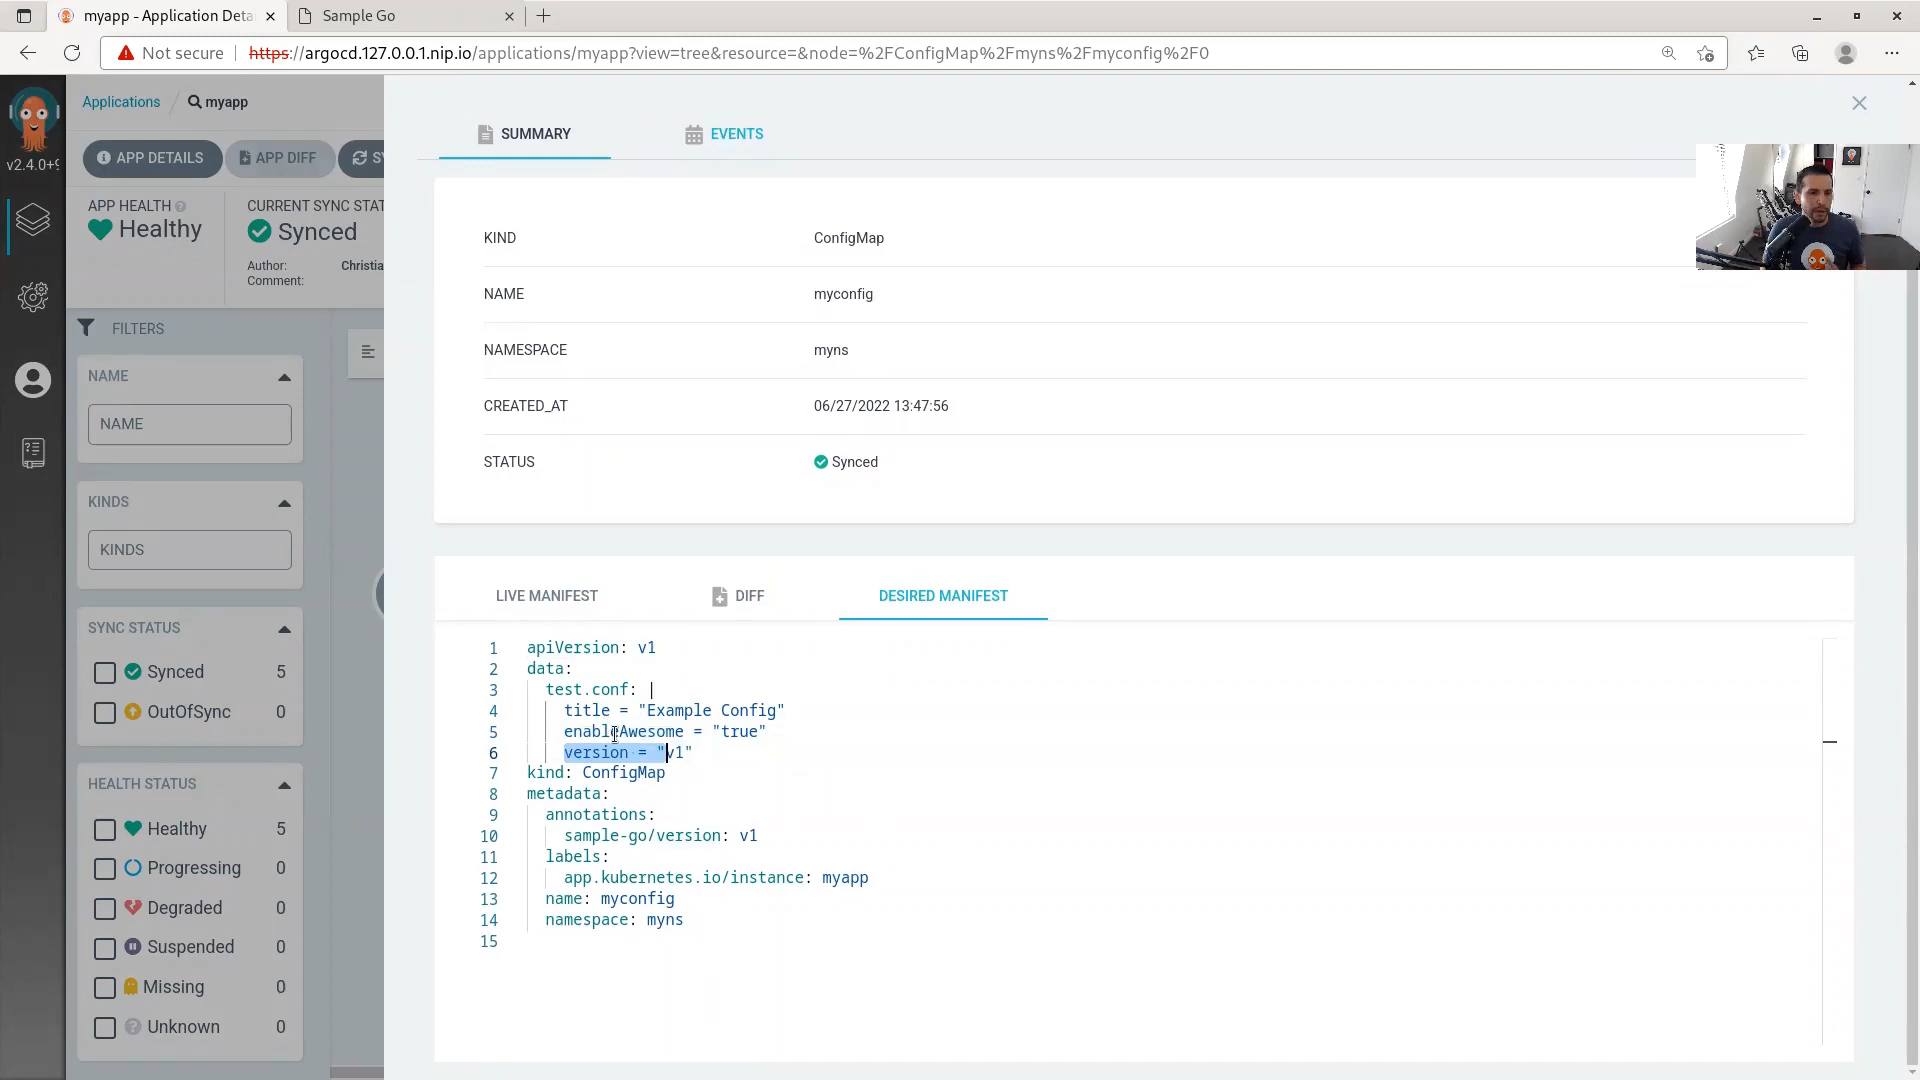 myapp - Application Deta
Sample Go
Not secure
https://argocd.127.0.0.1.nip.io/applications/myapp?view=tree&resource=&node=%2FConfigMap%2Fmyns%2Fmyconfig%2F0
v2.4.0+9
Applications / myapp
APP DETAILS
APP DIFF
SY
APP HEALTH
Healthy
CURRENT SYNC STAT
Synced
Author: Christia
Comment:
FILTERS
NAME
NAME
KINDS
KINDS
SYNC STATUS
Synced 5
OutOfSync 0
HEALTH STATUS
Healthy 5
Progressing 0
Degraded 0
Suspended 0
Missing 0
Unknown 0
SUMMARY
EVENTS
KIND ConfigMap
NAME myconfig
NAMESPACE myns
CREATED_AT 06/27/2022 13:47:56
STATUS Synced
LIVE MANIFEST
DIFF
DESIRED MANIFEST
1 apiVersion: v1
2 data:
3 test.conf: |
4 title = "Example Config"
5 enableAwesome = "true"
6 version = "v1"
7 kind: ConfigMap
8 metadata:
9 annotations:
10 sample-go/version: v1
11 labels:
12 app.kubernetes.io/instance: myapp
13 name: myconfig
14 namespace: myns
15